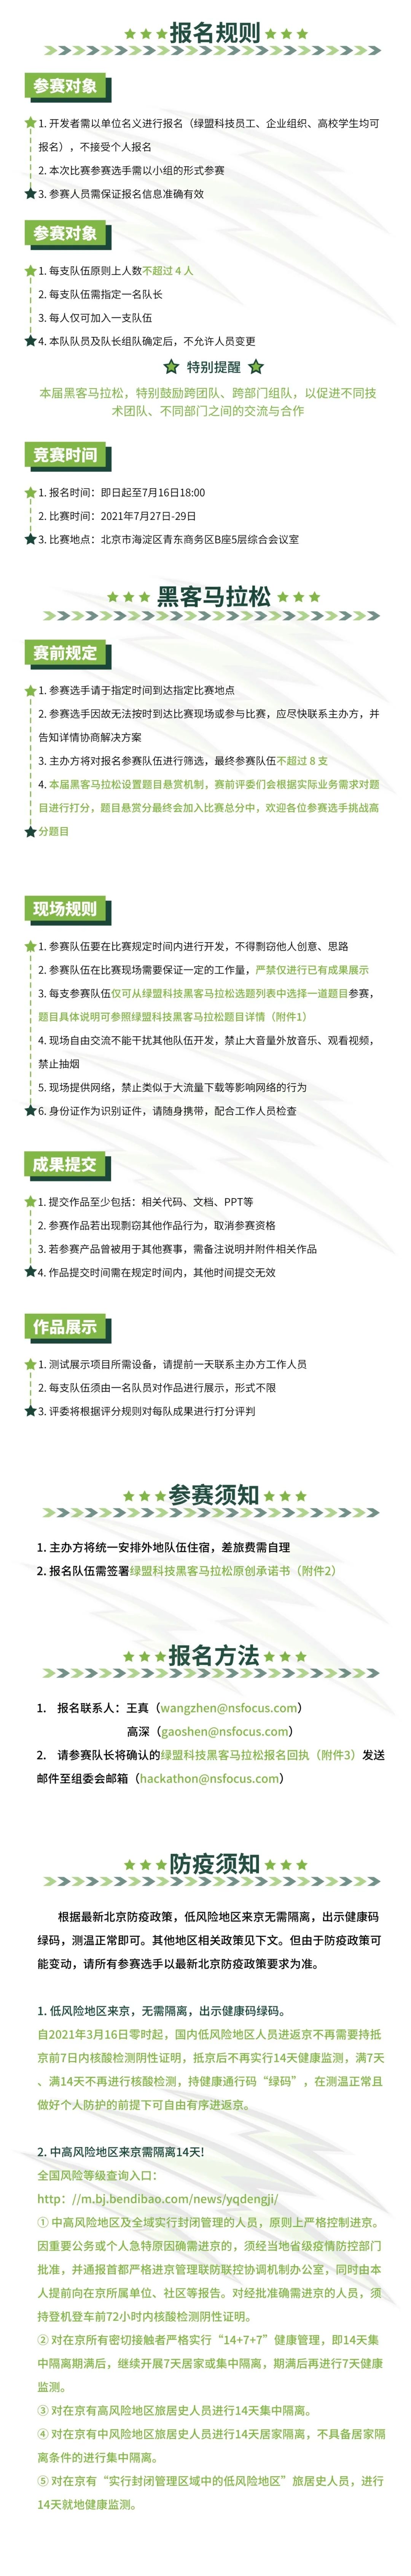 报名规则
参赛对象
1. 开发者需以单位名义进行报名（绿盟科技员工、企业组织、高校学生均可
报名），不接受个人报名
2. 本次比赛参赛选手需以小组的形式参赛
3. 参赛人员需保证报名信息准确有效
参赛对象
1. 每支队伍原则上人数不超过 4 人
2. 每支队伍需指定一名队长
3. 每人仅可加入一支队伍
4. 本队队员及队长组队确定后，不允许人员变更
特别提醒
本届黑客马拉松，特别鼓励跨团队、跨部门组队，以促进不同技
术团队、不同部门之间的交流与合作
竞赛时间
1. 报名时间：即日起至7月16日18:00
2. 比赛时间：2021年7月27日-29日
3. 比赛地点：北京市海淀区青东商务区B座5层综合会议室
黑客马拉松
赛前规定
1. 参赛选手请于指定时间到达指定比赛地点
2. 参赛选手因故无法按时到达比赛现场或参与比赛，应尽快联系主办方，并
告知详情协商解决方案
3. 主办方将对报名参赛队伍进行筛选，最终参赛队伍不超过 8 支
4. 本届黑客马拉松设置题目悬赏机制，赛前评委们会根据实际业务需求对题
目进行打分，题目悬赏分最终会加入比赛总分中，欢迎各位参赛选手挑战高
分题目
现场规则
1. 参赛队伍要在比赛规定时间内进行开发，不得剽窃他人创意、思路
2. 参赛队伍在比赛现场需要保证一定的工作量，严禁仅进行已有成果展示
3. 每支参赛队伍仅可从绿盟科技黑客马拉松选题列表中选择一道题目参赛，
题目具体说明可参照绿盟科技黑客马拉松题目详情（附件1）
4. 现场自由交流不能干扰其他队伍开发，禁止大音量外放音乐、观看视频，
禁止抽烟
5. 现场提供网络，禁止类似于大流量下载等影响网络的行为
6. 身份证作为识别证件，请随身携带，配合工作人员检查
成果提交
1. 提交作品至少包括：相关代码、文档、PPT等
2. 参赛作品若出现剽窃其他作品行为，取消参赛资格
3. 若参赛产品曾被用于其他赛事，需备注说明并附件相关作品
4. 作品提交时间需在规定时间内，其他时间提交无效
作品展示
1. 测试展示项目所需设备，请提前一天联系主办方工作人员
2. 每支队伍须由一名队员对作品进行展示，形式不限
3. 评委将根据评分规则对每队成果进行打分评判
参赛须知
1. 主办方将统一安排外地队伍住宿，差旅费需自理
2. 报名队伍需签署绿盟科技黑客马拉松原创承诺书（附件2）
报名方法
1. 报名联系人：王真（wangzhen@nsfocus.com）
高深（gaoshen@nsfocus.com）
2. 请参赛队长将确认的绿盟科技黑客马拉松报名回执（附件3）发送
邮件至组委会邮箱（hackathon@nsfocus.com）
防疫须知
根据最新北京防疫政策，低风险地区来京无需隔离，出示健康码
绿码，测温正常即可。其他地区相关政策见下文。但由于防疫政策可
能变动，请所有参赛选手以最新北京防疫政策要求为准。
1. 低风险地区来京，无需隔离，出示健康码绿码。
自2021年3月16日零时起，国内低风险地区人员进返京不再需要持抵
京前7日内核酸检测阴性证明，抵京后不再实行14天健康监测，满7天
、满14天不再进行核酸检测，持健康通行码“绿码”，在测温正常且
做好个人防护的前提下可自由有序进返京。
2. 中高风险地区来京需隔离14天!
全国风险等级查询入口：
http：//m.bj.bendibao.com/news/yqdengji/
① 中高风险地区及全域实行封闭管理的人员，原则上严格控制进京。
因重要公务或个人急特原因确需进京的，须经当地省级疫情防控部门
批准，并通报首都严格进京管理联防联控协调机制办公室，同时由本
人提前向在京所属单位、社区等报告。对经批准确需进京的人员，须
持登机登车前72小时内核酸检测阴性证明。
② 对在京所有密切接触者严格实行“14+7+7”健康管理，即14天集
中隔离期满后，继续开展7天居家或集中隔离，期满后再进行7天健康
监测。
③ 对在京有高风险地区旅居史人员进行14天集中隔离。
④ 对在京有中风险地区旅居史人员进行14天居家隔离，不具备居家隔
离条件的进行集中隔离。
⑤ 对在京有“实行封闭管理区域中的低风险地区”旅居史人员，进行
14天就地健康监测。